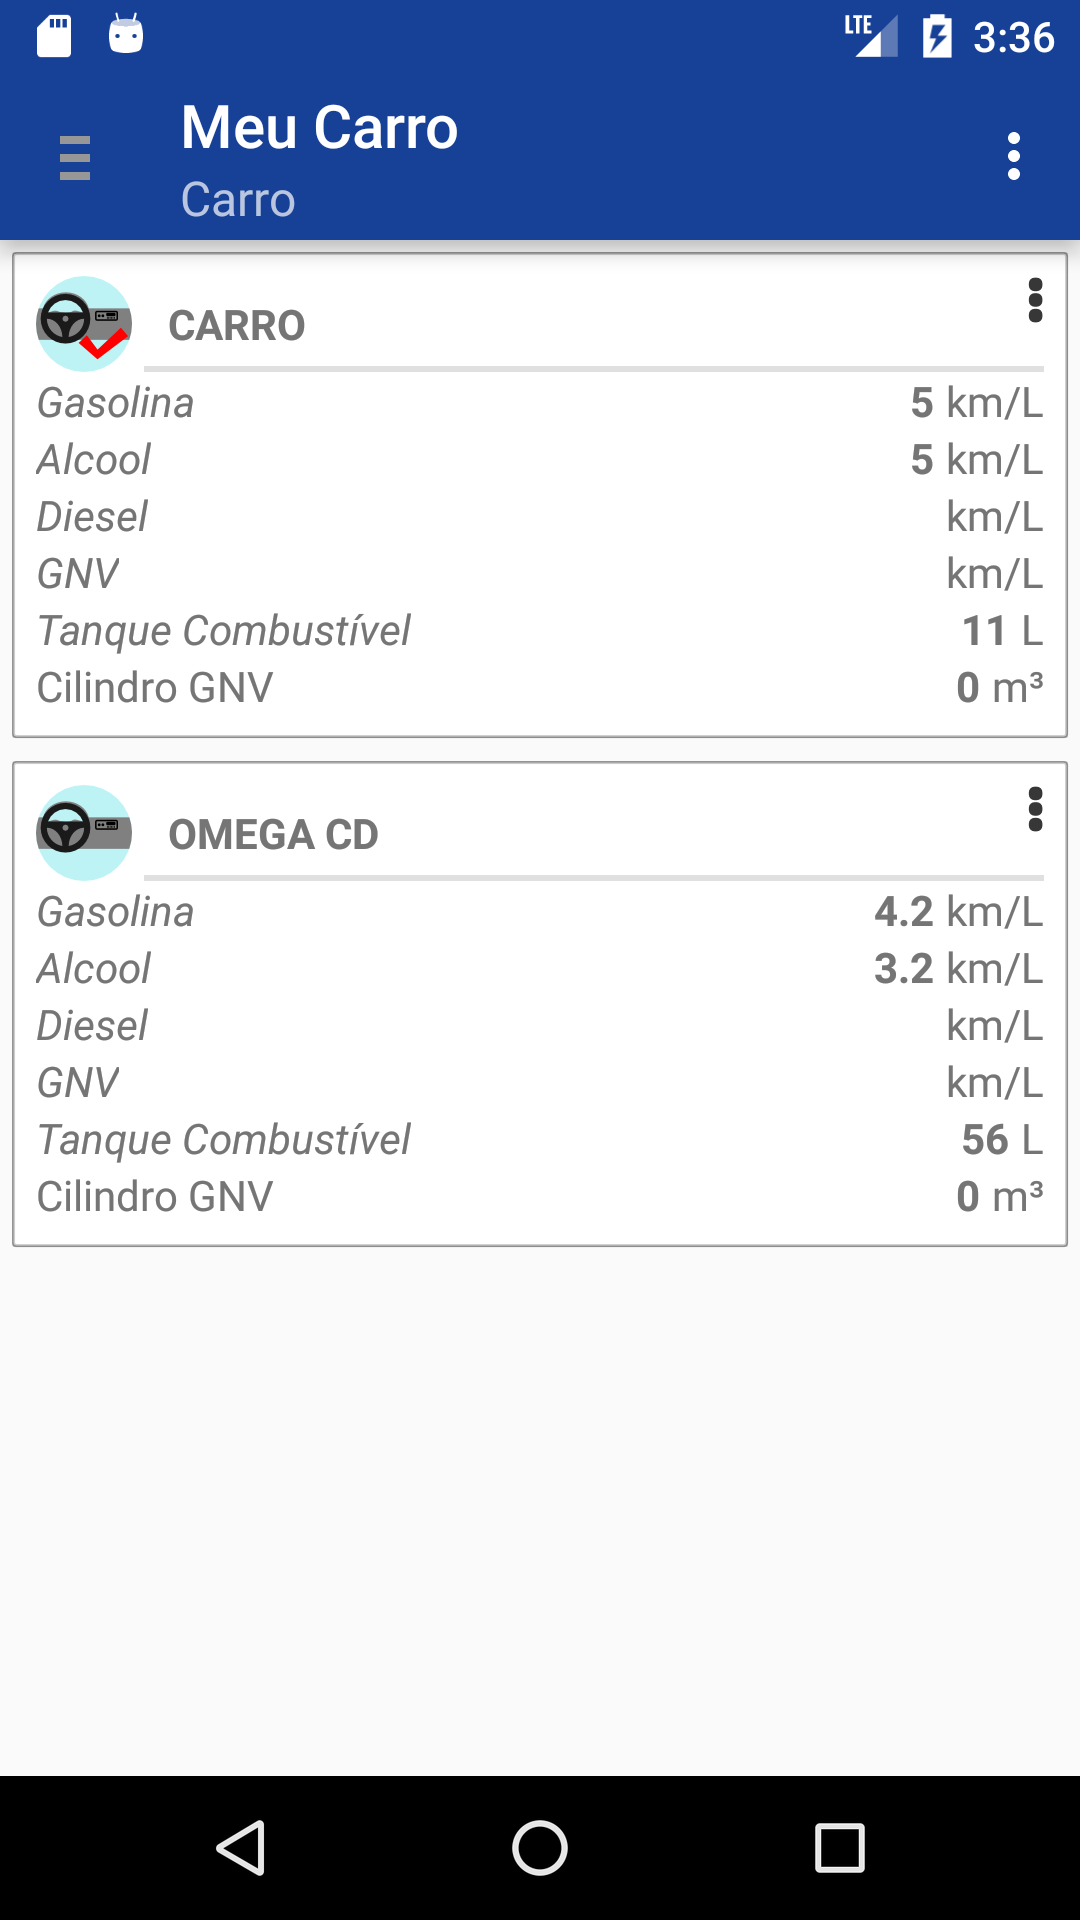 LTE 3:36
Meu Carro
Carro
CARRO
Gasolina 5 km/L
Alcool 5 km/L
Diesel km/L
GNV km/L
Tanque Combustível 11 L
Cilindro GNV 0 m³
OMEGA CD
Gasolina 4.2 km/L
Alcool 3.2 km/L
Diesel km/L
GNV km/L
Tanque Combustível 56 L
Cilindro GNV 0 m³